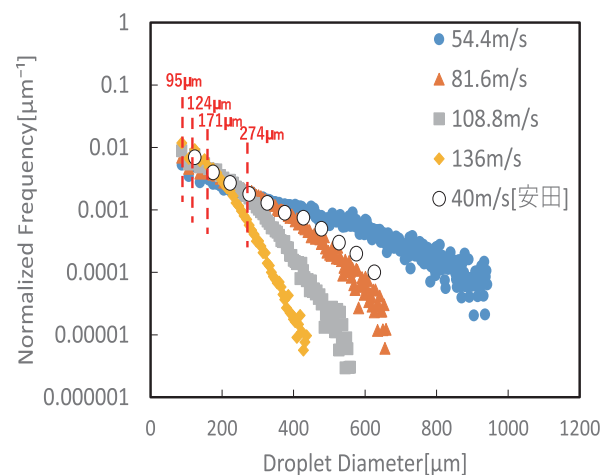 1
0.1
0.01
0.001
0.0001
0.00001
0.000001
Normalized Frequency[μm⁻¹]
95μm
124μm
171μm
274μm
54.4m/s
81.6m/s
108.8m/s
136m/s
40m/s[安田]
0 200 400 600 800 1000 1200
Droplet Diameter[μm]